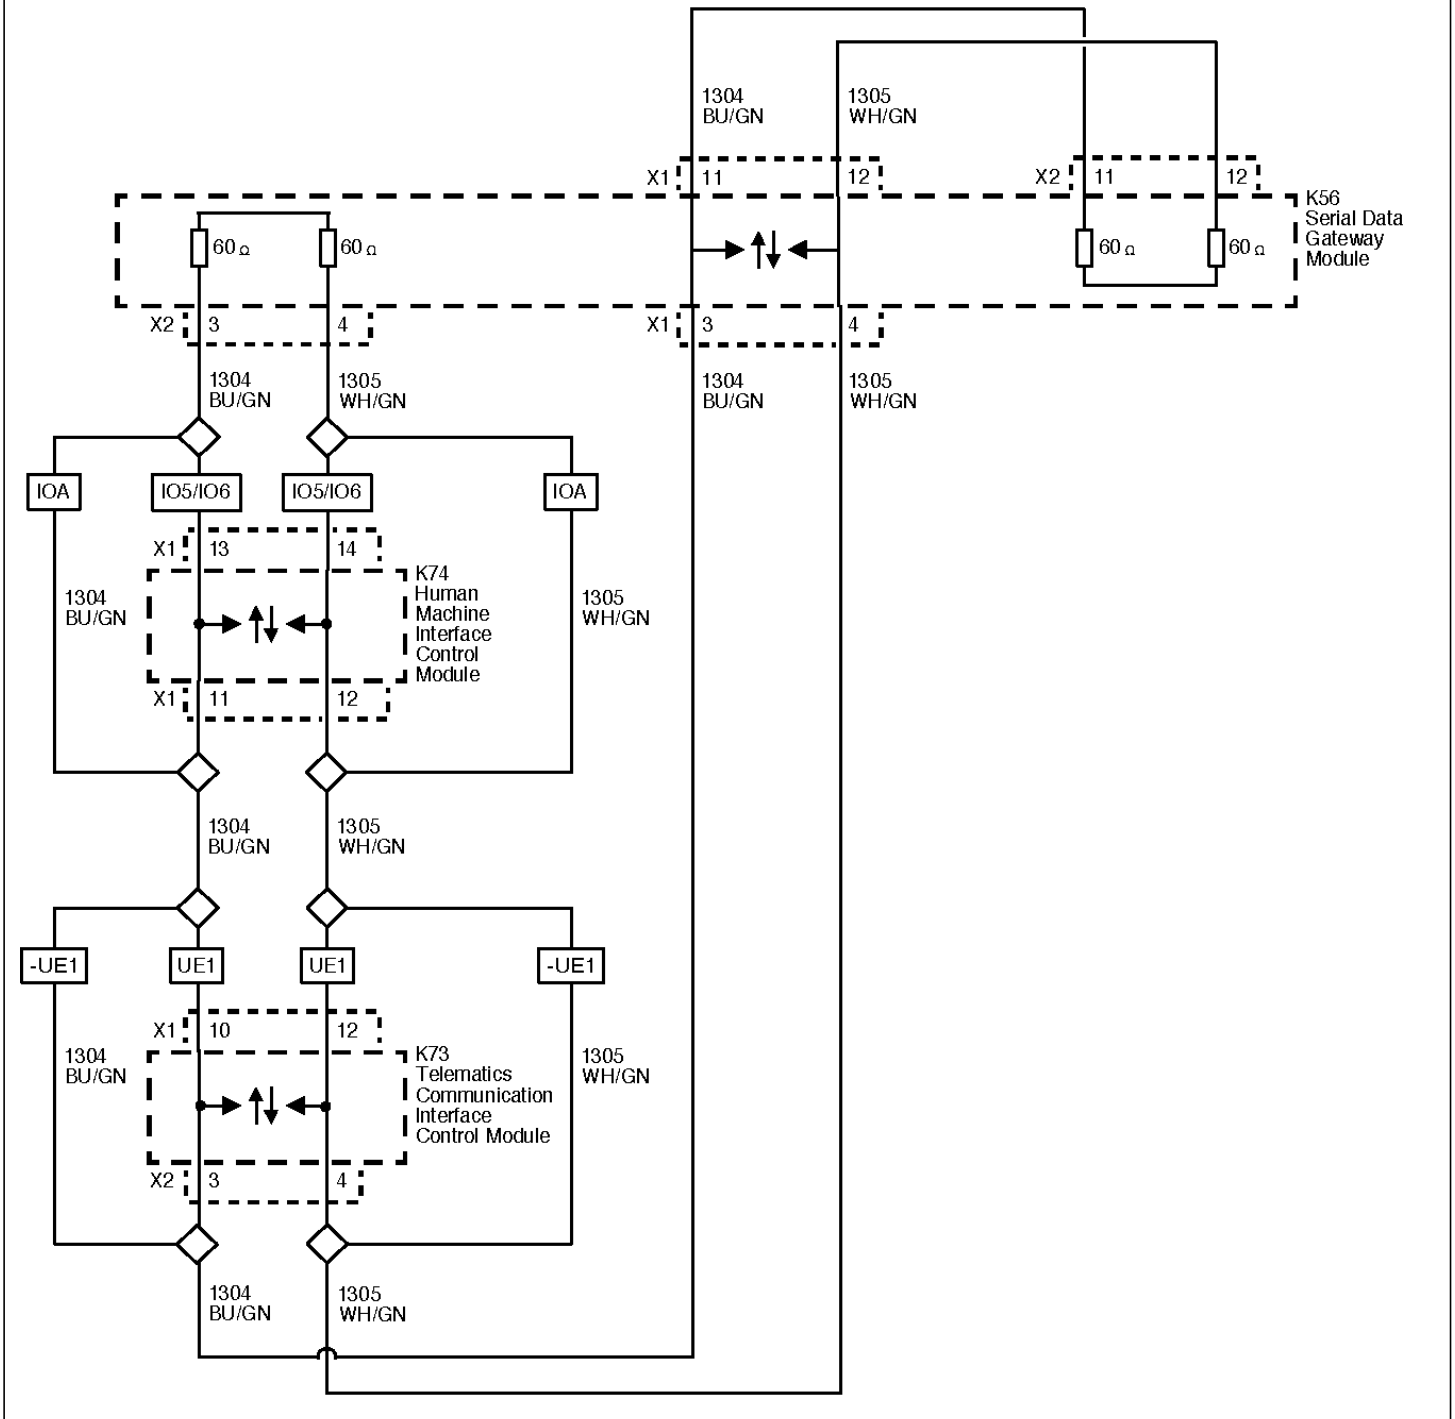 1304
BU/GN
1305
WH/GN
X1 11 12
X2 11 12
K56
Serial Data
Gateway
Module
60 Ω 60 Ω
60 Ω 60 Ω
X2 3 4
X1 3 4
1304
BU/GN
1305
WH/GN
1304
BU/GN
1305
WH/GN
IOA IO5/IO6 IO5/IO6 IOA
X1 13 14
K74
Human
Machine
Interface
Control
Module
1304
BU/GN
1305
WH/GN
X1 11 12
1304
BU/GN
1305
WH/GN
-UE1 UE1 UE1 -UE1
X1 10 12
K73
Telematics
Communication
Interface
Control Module
1304
BU/GN
1305
WH/GN
X2 3 4
1304
BU/GN
1305
WH/GN